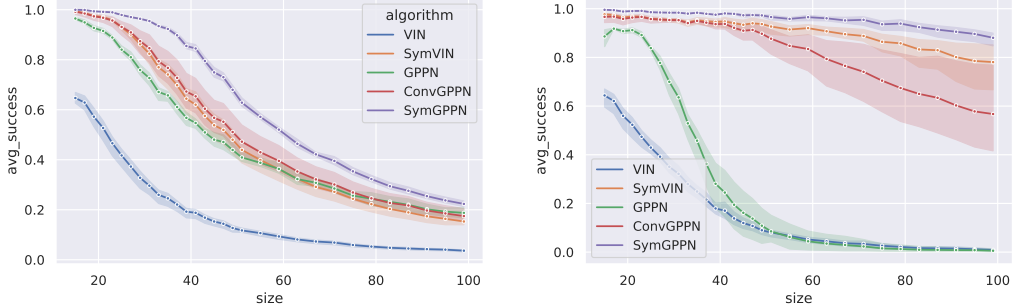 1.0
0.8
0.6
0.4
0.2
0.0
avg_success
20
40
60
80
100
size
algorithm
VIN
SymVIN
GPPN
ConvGPPN
SymGPPN
1.0
0.8
0.6
0.4
0.2
0.0
avg_success
20
40
60
80
100
size
VIN
SymVIN
GPPN
ConvGPPN
SymGPPN